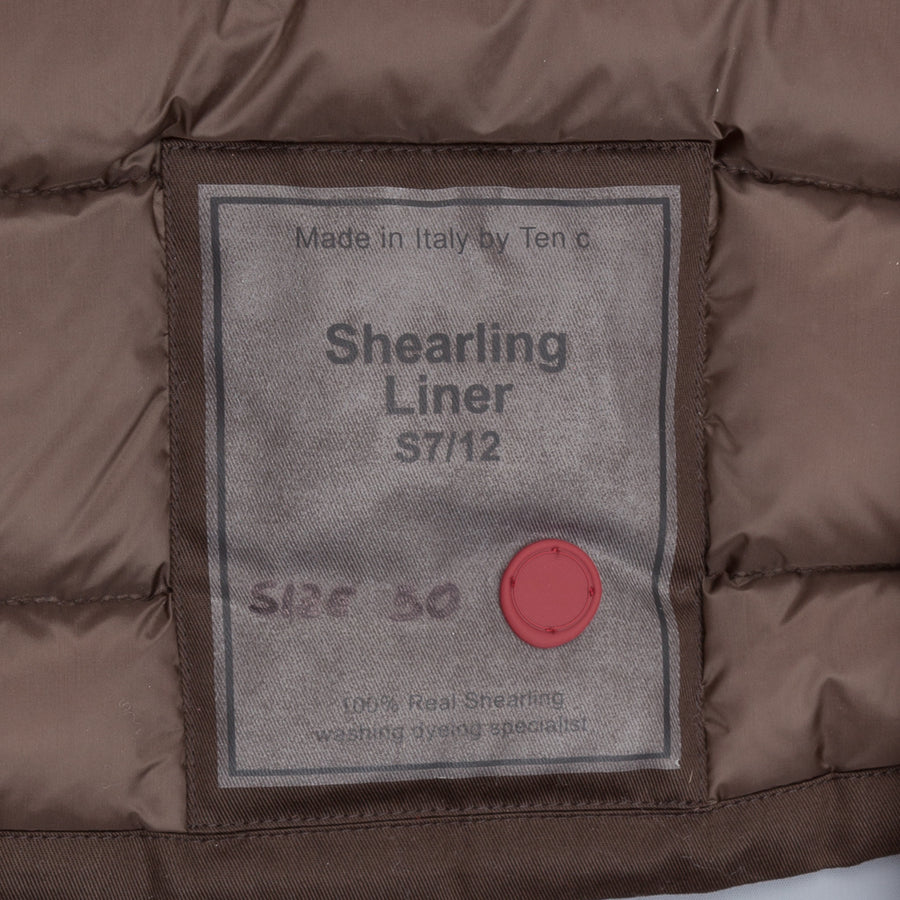 Made in Italy by Ten c
Shearling
Liner
S7/12
SIZE 50
100% Real Shearling
washing dyeing specialist